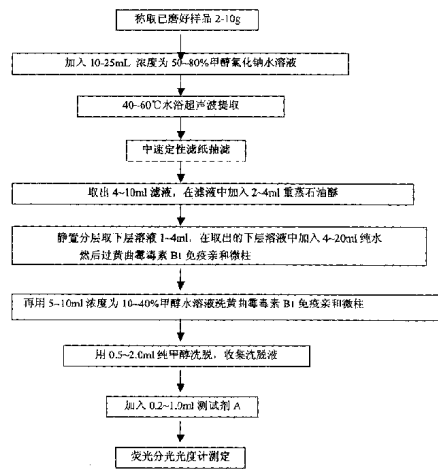 称取已磨好样品 2-10g
加入 10-25mL 浓度为 50~80%甲醇氯化钠水溶液
40~60℃水浴超声波提取
中速定性滤纸抽滤
取出 4~10ml 滤液，在滤液中加入 2~4ml 重蒸石油醚
静置分层取下层溶液 1~4ml，在取出的下层溶液中加入 4~20ml 纯水
然后过黄曲霉毒素 B1 免疫亲和微柱
再用 5~10ml 浓度为 10~40%甲醇水溶液洗黄曲霉毒素 B1 免疫亲和微柱
用 0.5~2.0ml 纯甲醇洗脱，收集洗脱液
加入 0.2~1.0ml 测试剂 A
荧光分光光度计测定